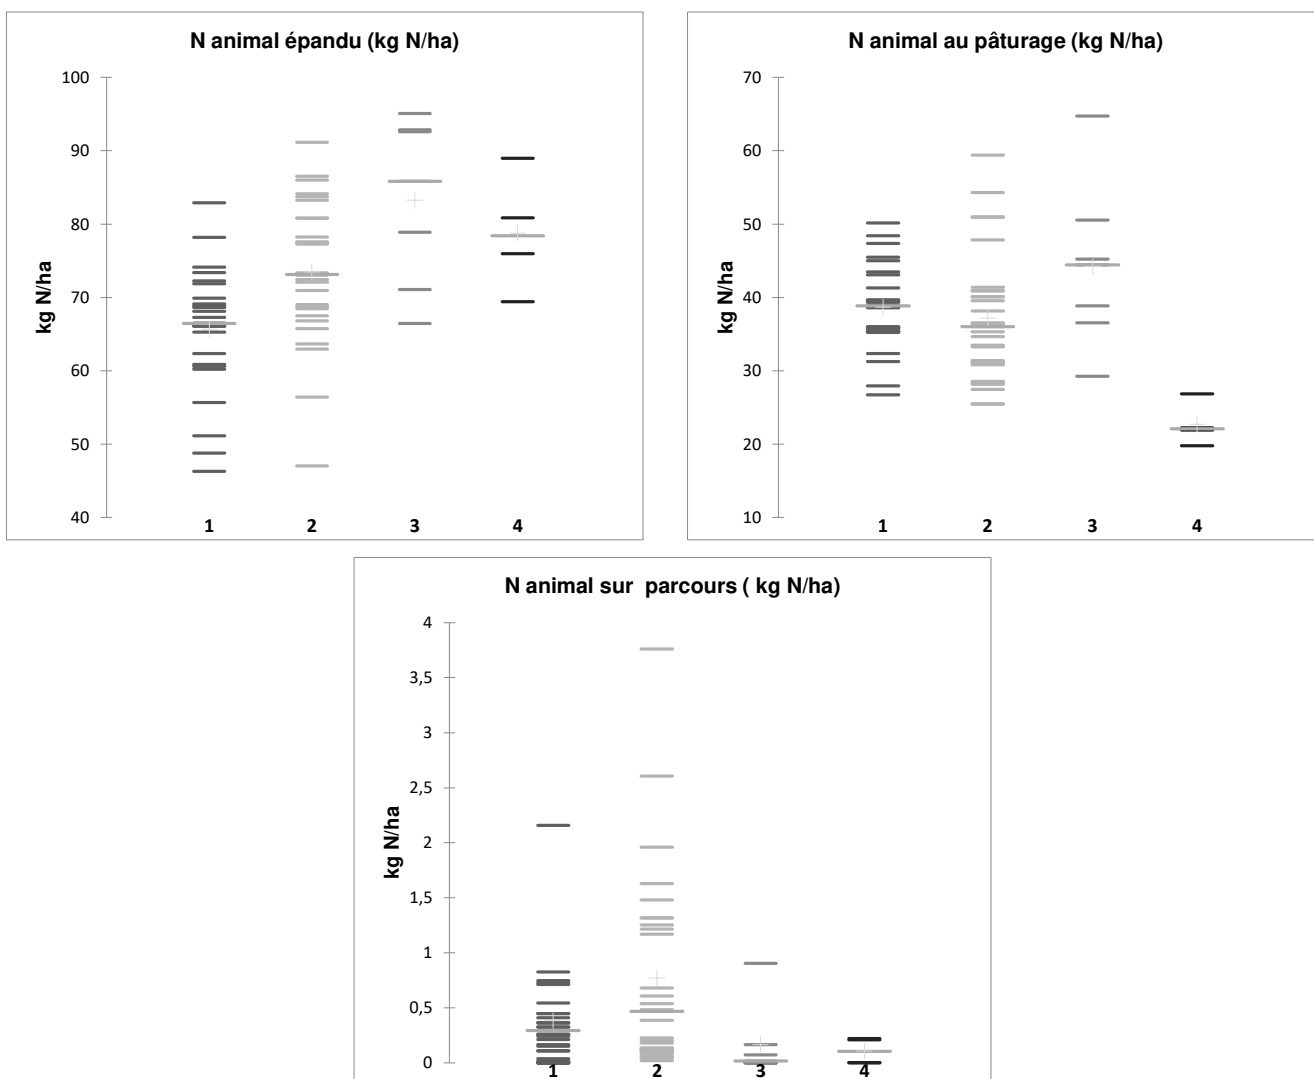 N animal épandu (kg N/ha)
100
90
80
70
60
50
40
kg N/ha
1 2 3 4
N animal au pâturage (kg N/ha)
70
60
50
40
30
20
10
kg N/ha
1 2 3 4
N animal sur parcours ( kg N/ha)
4
3,5
3
2,5
2
1,5
1
0,5
0
kg N/ha
1 2 3 4